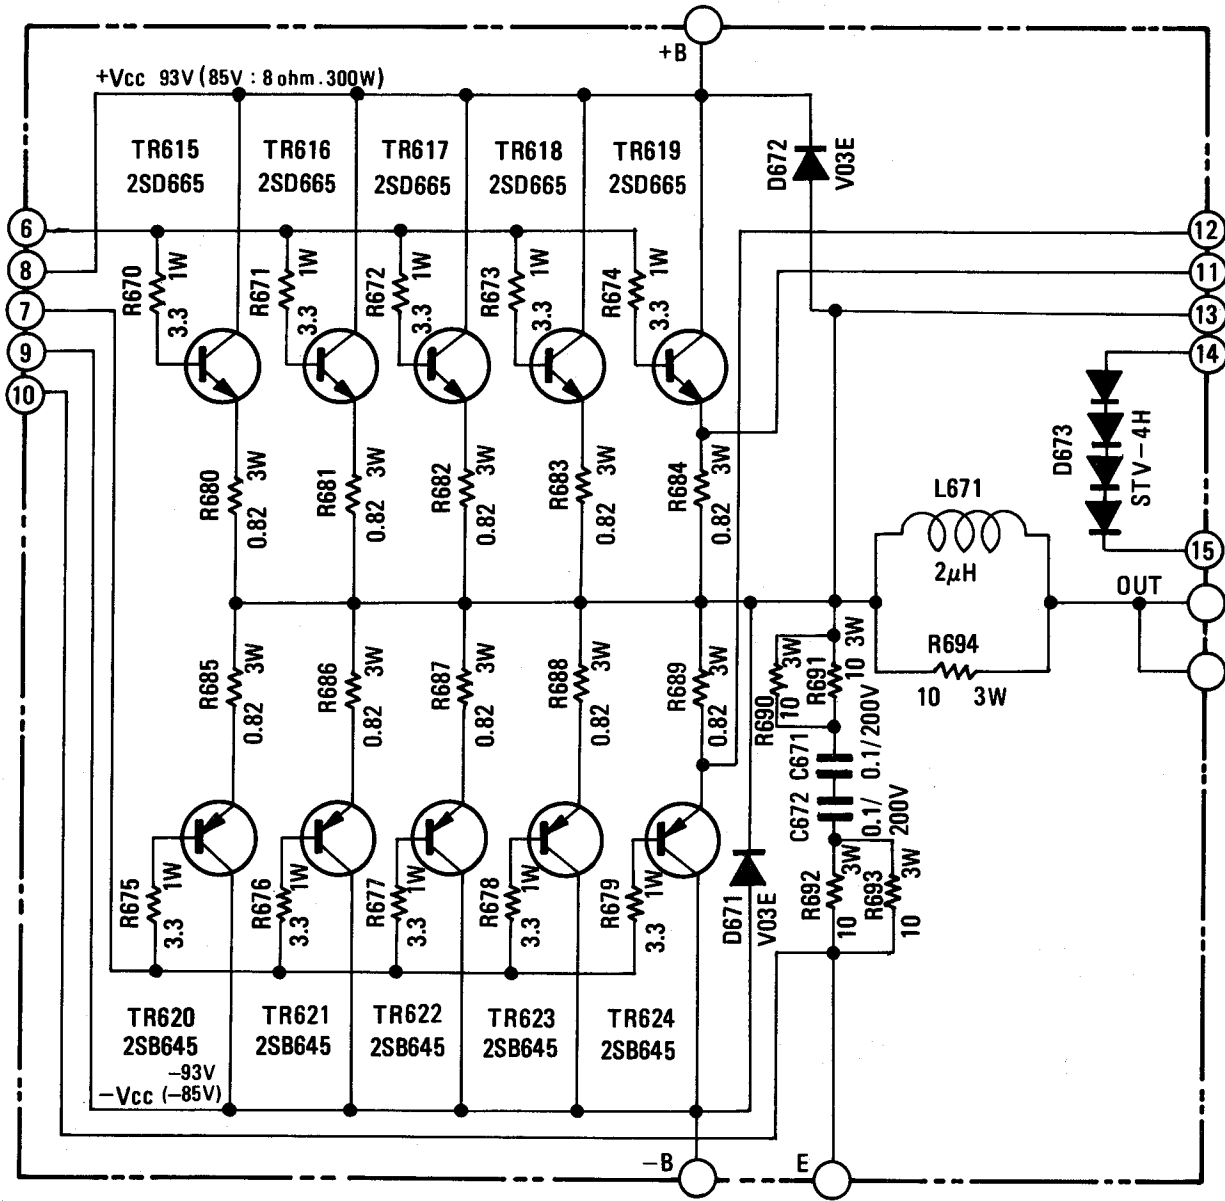 +B
+Vcc 93V (85V : 8 ohm . 300W)
TR615
2SD665
TR616
2SD665
TR617
2SD665
TR618
2SD665
TR619
2SD665
D672
V03E
6
8
7
9
10
12
11
13
14
15
R670
1W
3.3
R671
1W
3.3
R672
1W
3.3
R673
1W
3.3
R674
1W
3.3
R680
3W
0.82
R681
3W
0.82
R682
3W
0.82
R683
3W
0.82
R684
3W
0.82
D673
STV-4H
L671
2μH
OUT
R694
10 3W
R685
3W
0.82
R686
3W
0.82
R687
3W
0.82
R688
3W
0.82
R689
3W
0.82
R690
3W
10
R691
3W
10
C671
0.1/200V
C672
0.1/
200V
R692
3W
10
R693
3W
10
R675
1W
3.3
R676
1W
3.3
R677
1W
3.3
R678
1W
3.3
R679
1W
3.3
D671
V03E
TR620
2SB645
TR621
2SB645
TR622
2SB645
TR623
2SB645
TR624
2SB645
-93V
-Vcc (-85V)
-B
E